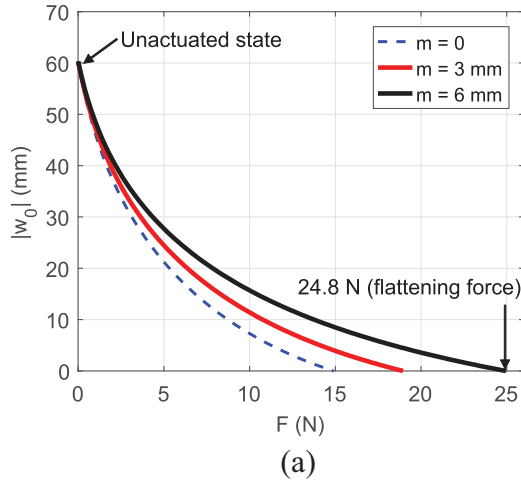 70
60
50
40
30
20
10
0
|w₀| (mm)
Unactuated state
m = 0
m = 3 mm
m = 6 mm
24.8 N (flattening force)
0 5 10 15 20 25
F (N)
(a)